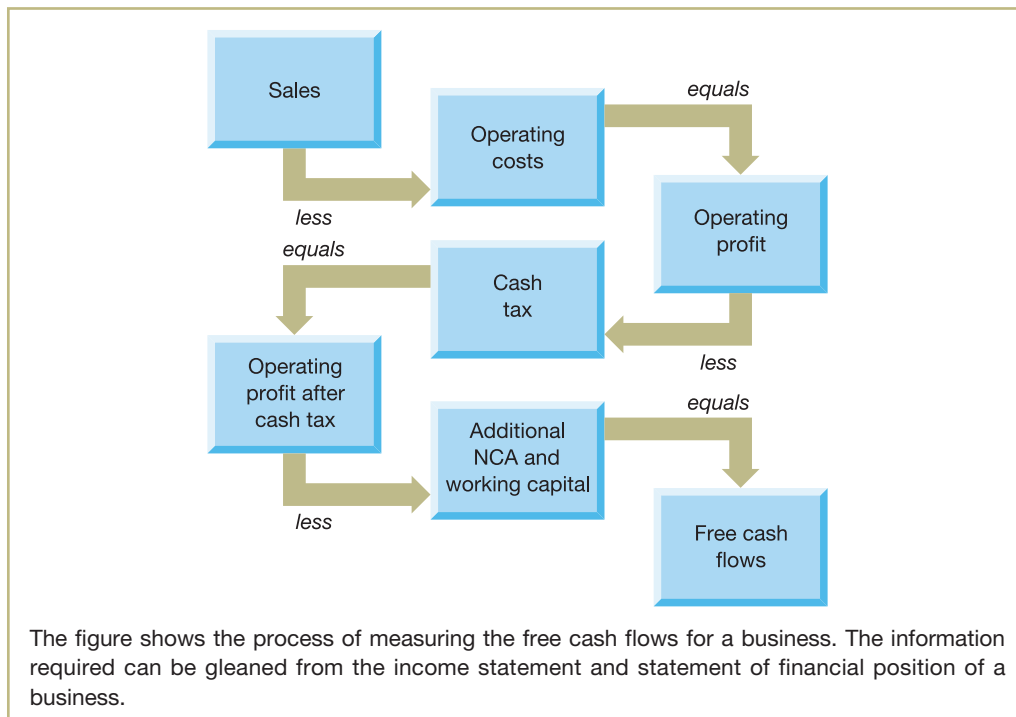 Sales
less
Operating
costs
equals
Operating
profit
less
Cash
tax
equals
Operating
profit after
cash tax
less
Additional
NCA and
working capital
equals
Free cash
flows
The figure shows the process of measuring the free cash flows for a business. The information
required can be gleaned from the income statement and statement of financial position of a
business.